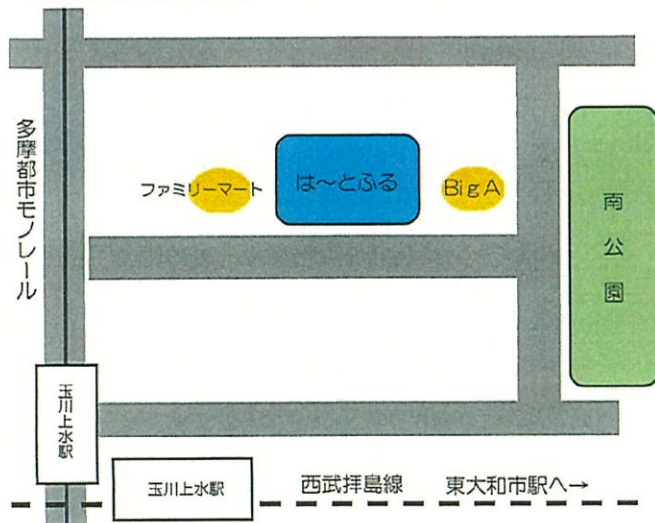 多摩都市モノレール
ファミリーマート
は～とふる
BigA
南公園
玉川上水駅
玉川上水駅
西武拝島線
東大和市駅へ→